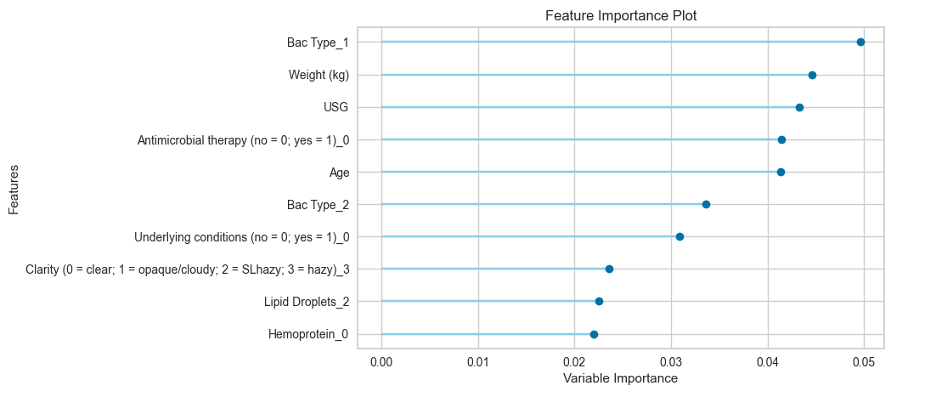 Feature Importance Plot
Features
Bac Type_1
Weight (kg)
USG
Antimicrobial therapy (no = 0; yes = 1)_0
Age
Bac Type_2
Underlying conditions (no = 0; yes = 1)_0
Clarity (0 = clear; 1 = opaque/cloudy; 2 = SLhazy; 3 = hazy)_3
Lipid Droplets_2
Hemoprotein_0
0.00 0.01 0.02 0.03 0.04 0.05
Variable Importance